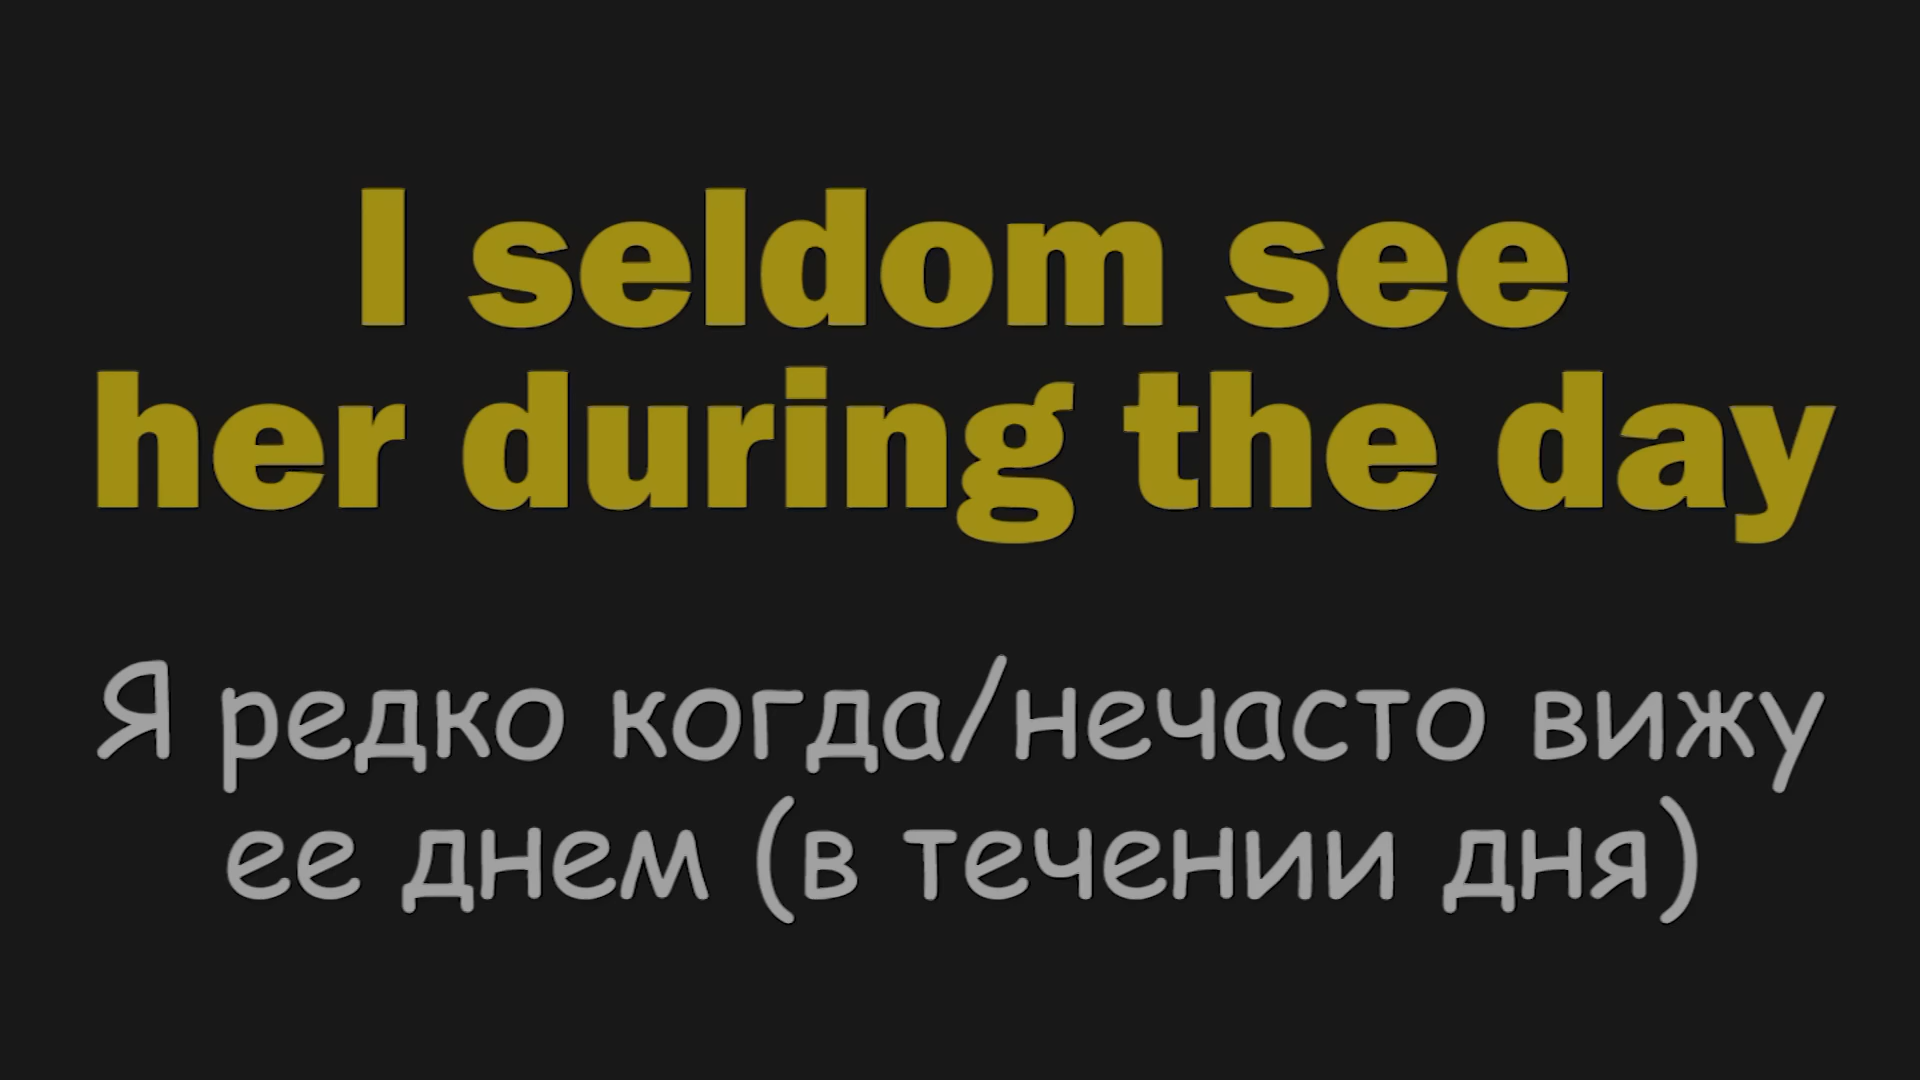 I seldom see
her during the day
Я редко когда/нечасто вижу
ее днем (в течении дня)